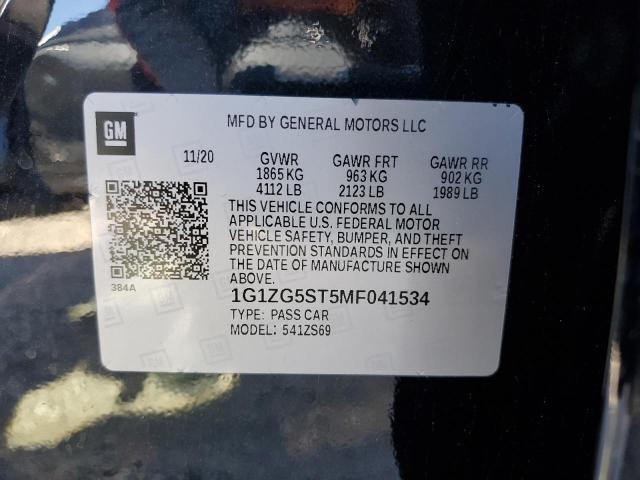 GM
MFD BY GENERAL MOTORS LLC
11/20 GVWR GAWR FRT GAWR RR
1865 KG 963 KG 902 KG
4112 LB 2123 LB 1989 LB
THIS VEHICLE CONFORMS TO ALL
APPLICABLE U.S. FEDERAL MOTOR
VEHICLE SAFETY, BUMPER, AND THEFT
PREVENTION STANDARDS IN EFFECT ON
THE DATE OF MANUFACTURE SHOWN
ABOVE.
384A
1G1ZG5ST5MF041534
TYPE: PASS CAR
MODEL: 541ZS69